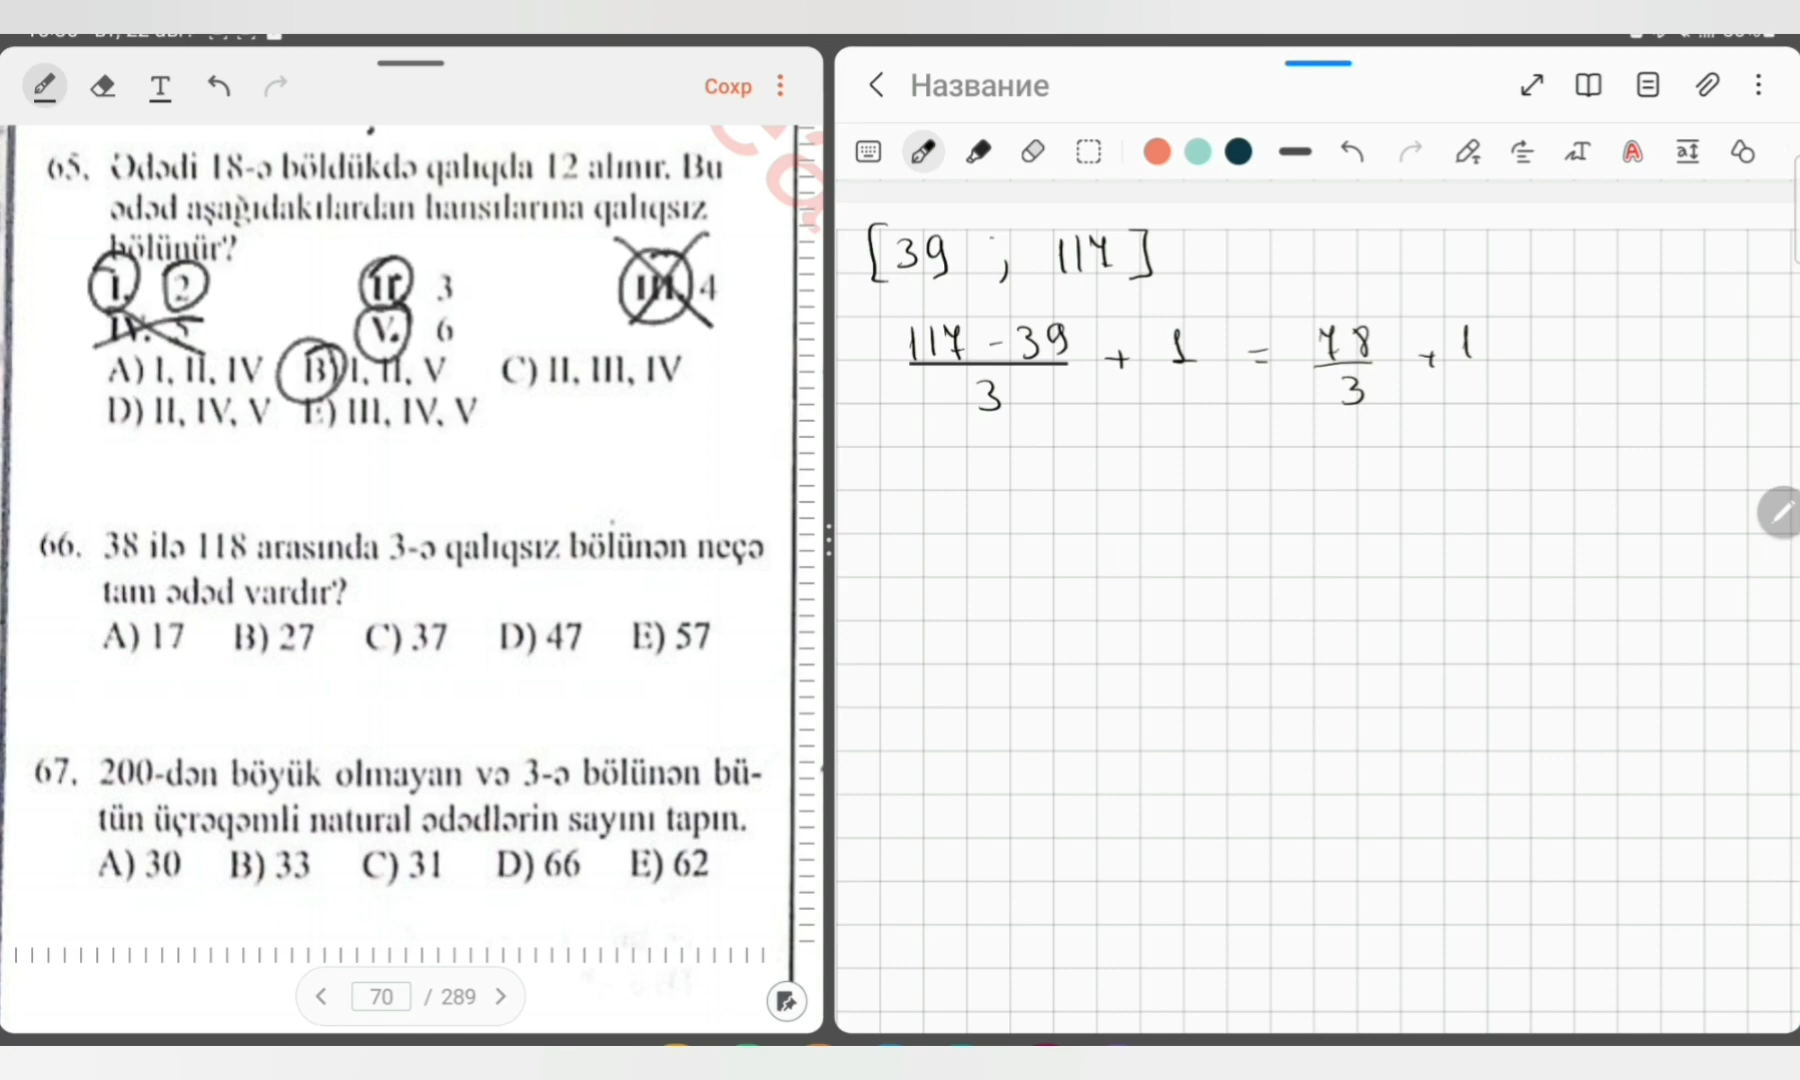 Сохр
65. Ədədi 18-ə böldükdə qalıqda 12 alınır. Bu
ədəd aşağıdakılardan hansılarına qalıqsız
bölünür?
I. 2 II. 3 III. 4
IV. 5 V. 6
A) I, II, IV B) I, II, V C) II, III, IV
D) II, IV, V E) III, IV, V
66. 38 ilə 118 arasında 3-ə qalıqsız bölünən neçə
tam ədəd vardır?
A) 17 B) 27 C) 37 D) 47 E) 57
67. 200-dən böyük olmayan və 3-ə bölünən bü-
tün üçrəqəmli natural ədədlərin sayını tapın.
A) 30 B) 33 C) 31 D) 66 E) 62
70 / 289
Название
[39 ; 117]
117 - 39 / 3 + 1 = 78 / 3 + 1